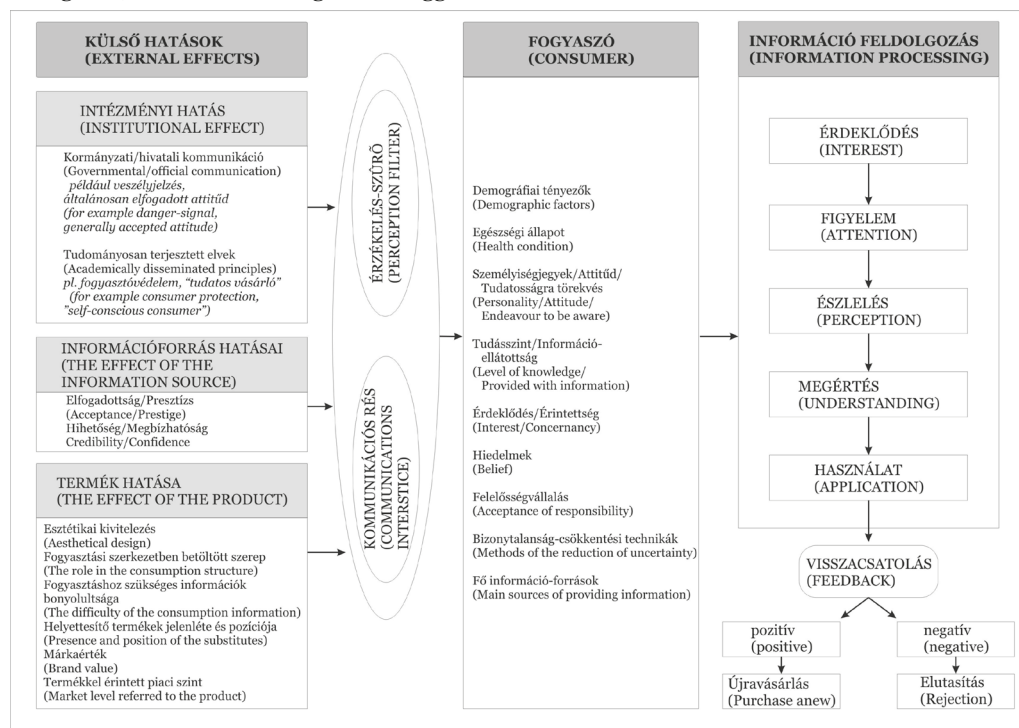 KÜLSŐ HATÁSOK
(EXTERNAL EFFECTS)
INTÉZMÉNYI HATÁS
(INSTITUTIONAL EFFECT)
Kormányzati/hivatali kommunikáció
(Governmental/official communication)
például veszélyjelzés,
általánosan elfogadott attitűd
(for example danger-signal,
generally accepted attitude)
Tudományosan terjesztett elvek
(Academically disseminated principles)
pl. fogyasztóvédelem, “tudatos vásárló”
(for example consumer protection,
”self-conscious consumer”)
INFORMÁCIÓFORRÁS HATÁSAI
(THE EFFECT OF THE
INFORMATION SOURCE)
Elfogadottság/Presztízs
(Acceptance/Prestige)
Hihetőség/Megbízhatóság
Credibility/Confidence
TERMÉK HATÁSA
(THE EFFECT OF THE PRODUCT)
Esztétikai kivitelezés
(Aesthetical design)
Fogyasztási szerkezetben betöltött szerep
(The role in the consumption structure)
Fogyasztáshoz szükséges információk
bonyolultsága
(The difficulty of the consumption information)
Helyettesítő termékek jelenléte és pozíciója
(Presence and position of the substitutes)
Márkaérték
(Brand value)
Termékkel érintett piaci szint
(Market level referred to the product)
ÉRZÉKELÉS-SZŰRŐ
(PERCEPTION FILTER)
KOMMUNIKÁCIÓS RÉS
(COMMUNICATIONS
INTERSTICE)
FOGYASZÓ
(CONSUMER)
Demográfiai tényezők
(Demographic factors)
Egészségi állapot
(Health condition)
Személyiségjegyek/Attitűd/
Tudatosságra törekvés
(Personality/Attitude/
Endeavour to be aware)
Tudásszint/Információ-
ellátottság
(Level of knowledge/
Provided with information)
Érdeklődés/Érintettség
(Interest/Concernancy)
Hiedelmek
(Belief)
Felelősségvállalás
(Acceptance of responsibility)
Bizonytalanság-csökkentési technikák
(Methods of the reduction of uncertainty)
Fő információ-források
(Main sources of providing information)
INFORMÁCIÓ FELDOLGOZÁS
(INFORMATION PROCESSING)
ÉRDEKLŐDÉS
(INTEREST)
FIGYELEM
(ATTENTION)
ÉSZLELÉS
(PERCEPTION)
MEGÉRTÉS
(UNDERSTANDING)
HASZNÁLAT
(APPLICATION)
VISSZACSATOLÁS
(FEEDBACK)
pozitív
(positive)
negatív
(negative)
Újravásárlás
(Purchase anew)
Elutasítás
(Rejection)